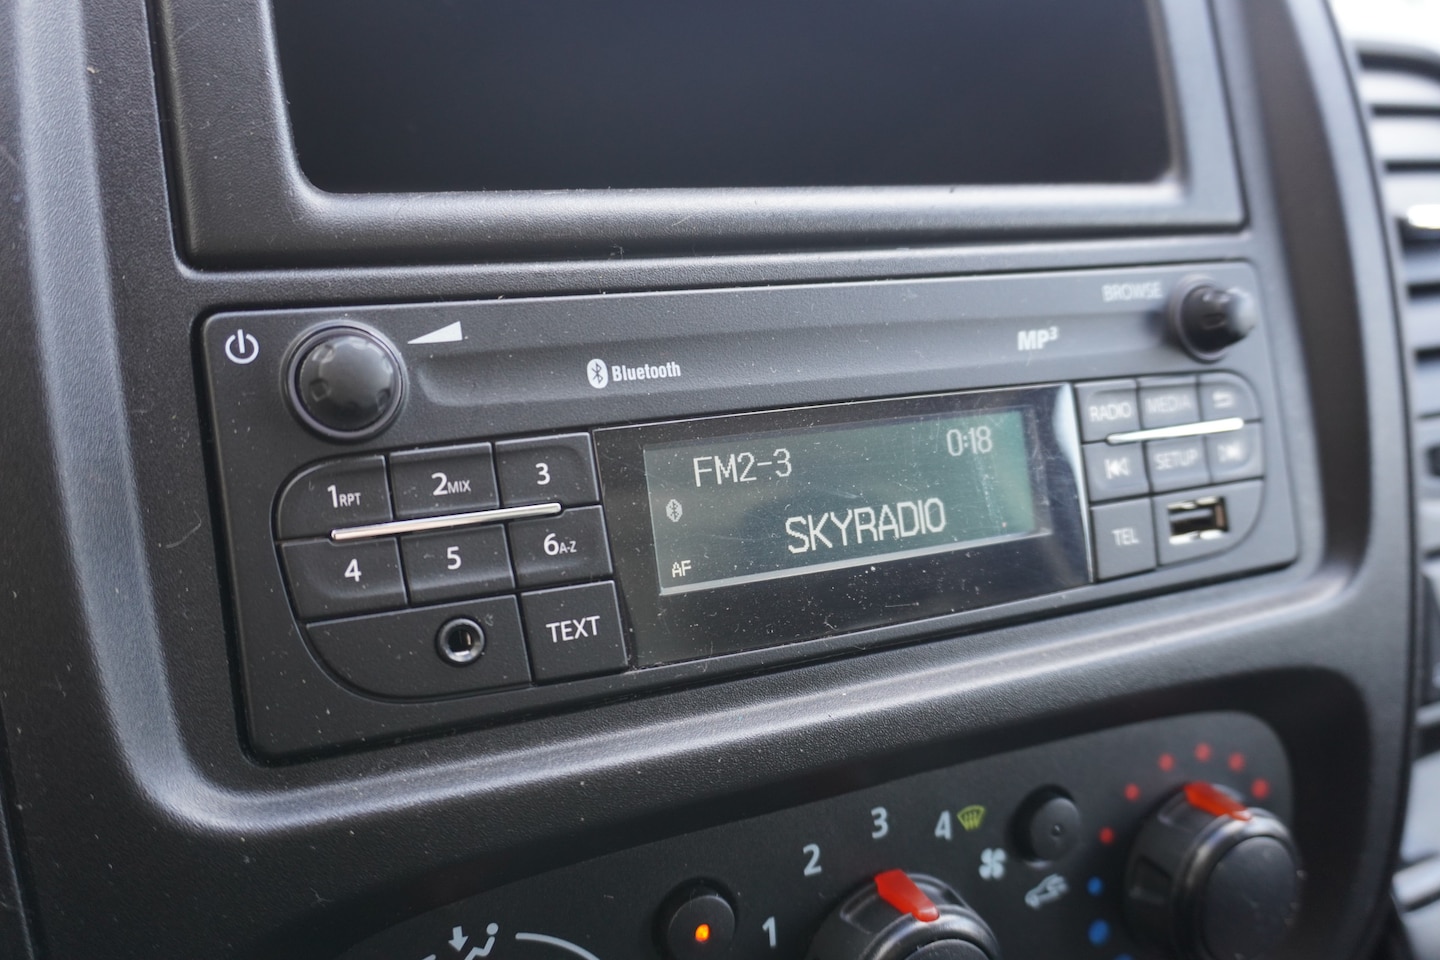 BROWSE
MP3
Bluetooth
RADIO MEDIA
FM2-3 0:18
1RPT 2MIX 3
SETUP
SKYRADIO
4 5 6A-Z
TEL
AF
TEXT
1 2 3 4